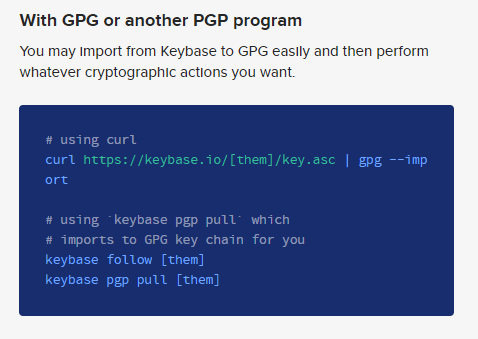 With GPG or another PGP program
You may import from Keybase to GPG easily and then perform
whatever cryptographic actions you want.
# using curl
curl https://keybase.io/[them]/key.asc | gpg --imp
ort
# using `keybase pgp pull` which
# imports to GPG key chain for you
keybase follow [them]
keybase pgp pull [them]